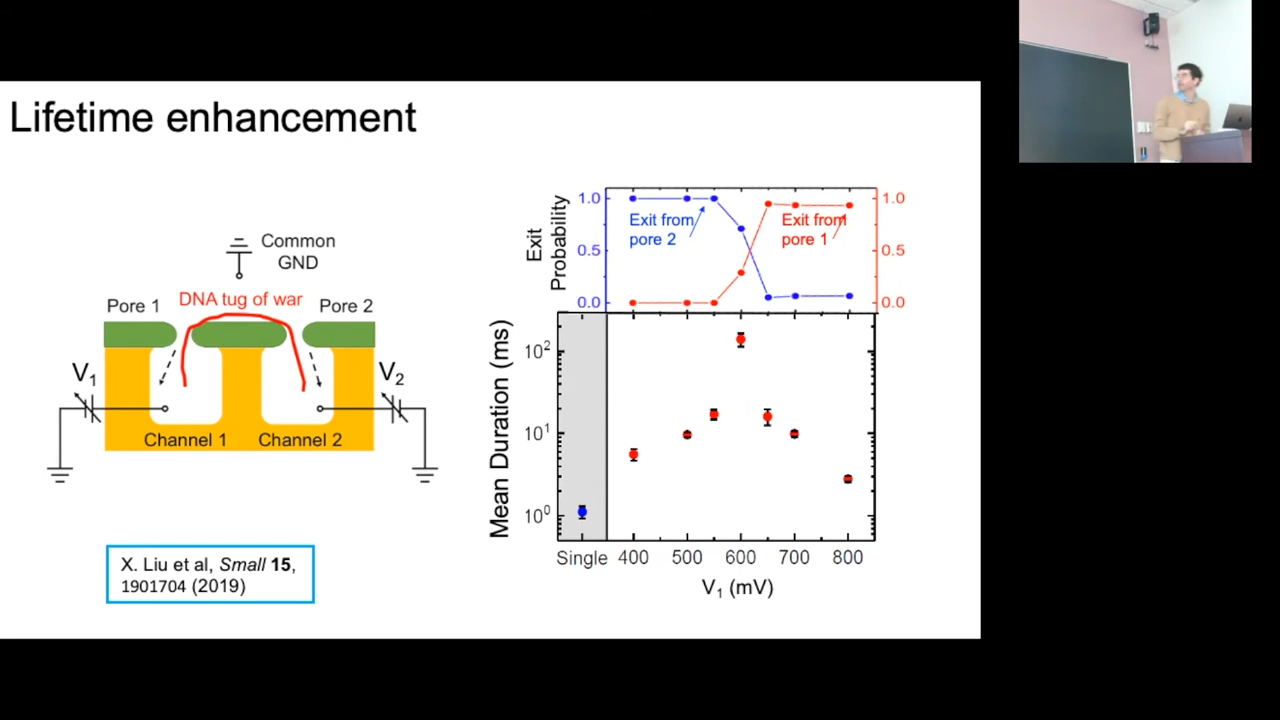 Lifetime enhancement
Common
GND
Pore 1
DNA tug of war
Pore 2
V1
V2
Channel 1
Channel 2
X. Liu et al, Small 15,
1901704 (2019)
Exit
Probability
1.0
0.5
0.0
Exit from
pore 2
Exit from
pore 1
1.0
0.5
0.0
Mean Duration (ms)
10²
10¹
10⁰
Single 400 500 600 700 800
V₁ (mV)